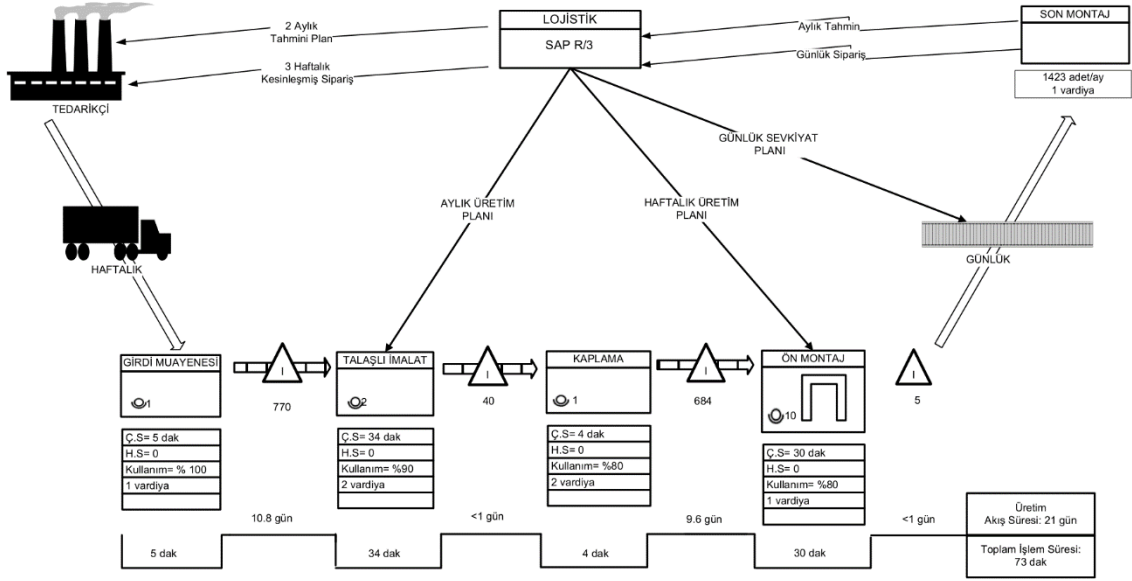 LOJİSTİK
SAP R/3
SON MONTAJ
1423 adet/ay
1 vardiya
2 Aylık
Tahmini Plan
3 Haftalık
Kesinleşmiş Sipariş
Aylık Tahmin
Günlük Sipariş
TEDARİKÇİ
HAFTALIK
AYLIK ÜRETİM
PLANI
HAFTALIK ÜRETİM
PLANI
GÜNLÜK SEVKİYAT
PLANI
GÜNLÜK
GİRDİ MUAYENESİ
1
Ç.S= 5 dak
H.S= 0
Kullanım= % 100
1 vardiya
I
770
TALAŞLI İMALAT
2
Ç.S= 34 dak
H.S= 0
Kullanım= %90
2 vardiya
I
40
KAPLAMA
1
Ç.S= 4 dak
H.S= 0
Kullanım= %80
2 vardiya
I
684
ÖN MONTAJ
10
Ç.S= 30 dak
H.S= 0
Kullanım= %80
1 vardiya
I
5
10.8 gün
<1 gün
9.6 gün
<1 gün
5 dak
34 dak
4 dak
30 dak
Üretim
Akış Süresi: 21 gün
Toplam İşlem Süresi:
73 dak